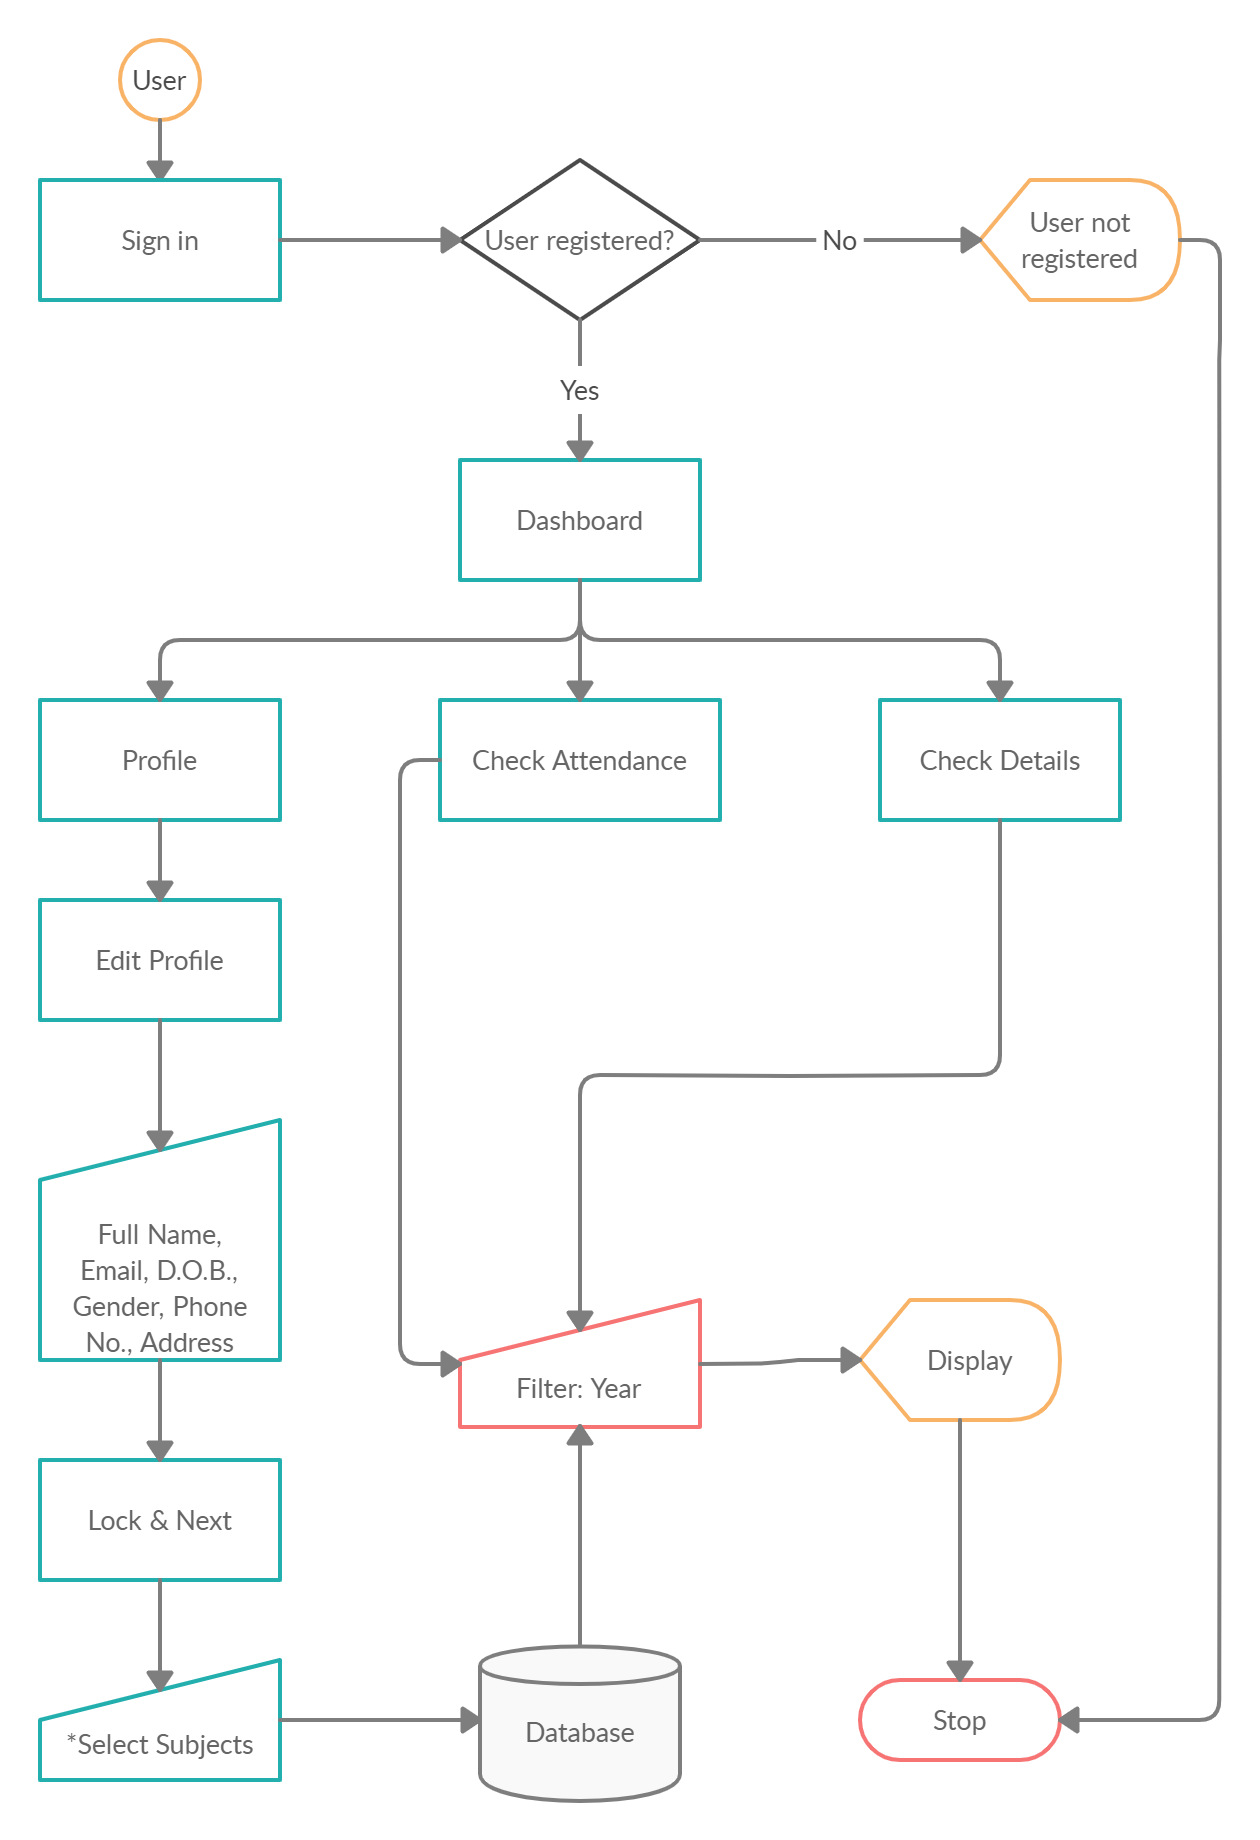 User
Sign in
User registered?
No
User not
registered
Yes
Dashboard
Profile
Check Attendance
Check Details
Edit Profile
Full Name,
Email, D.O.B.,
Gender, Phone
No., Address
Filter: Year
Display
Lock & Next
*Select Subjects
Database
Stop